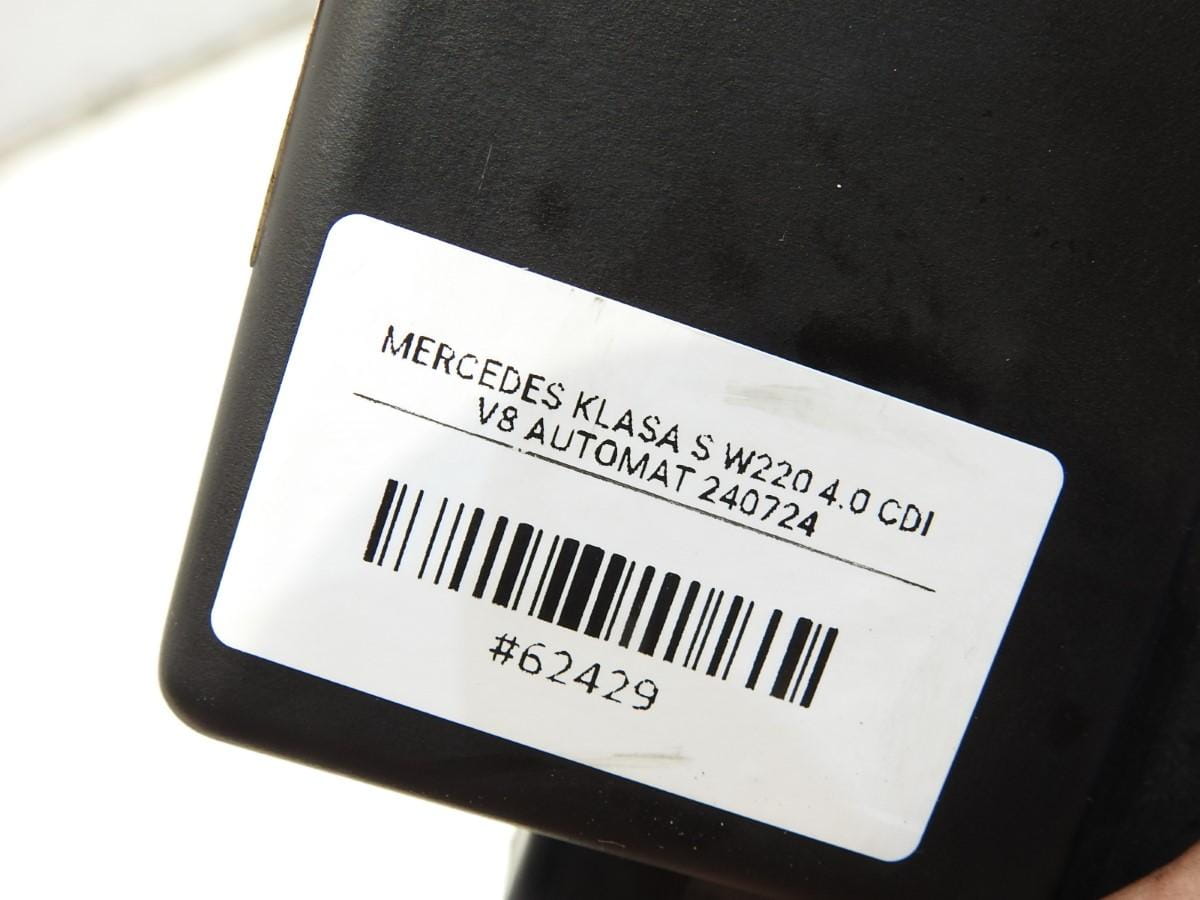 MERCEDES KLASA S W220 4.0 CDI
V8 AUTOMAT 240724
#62429